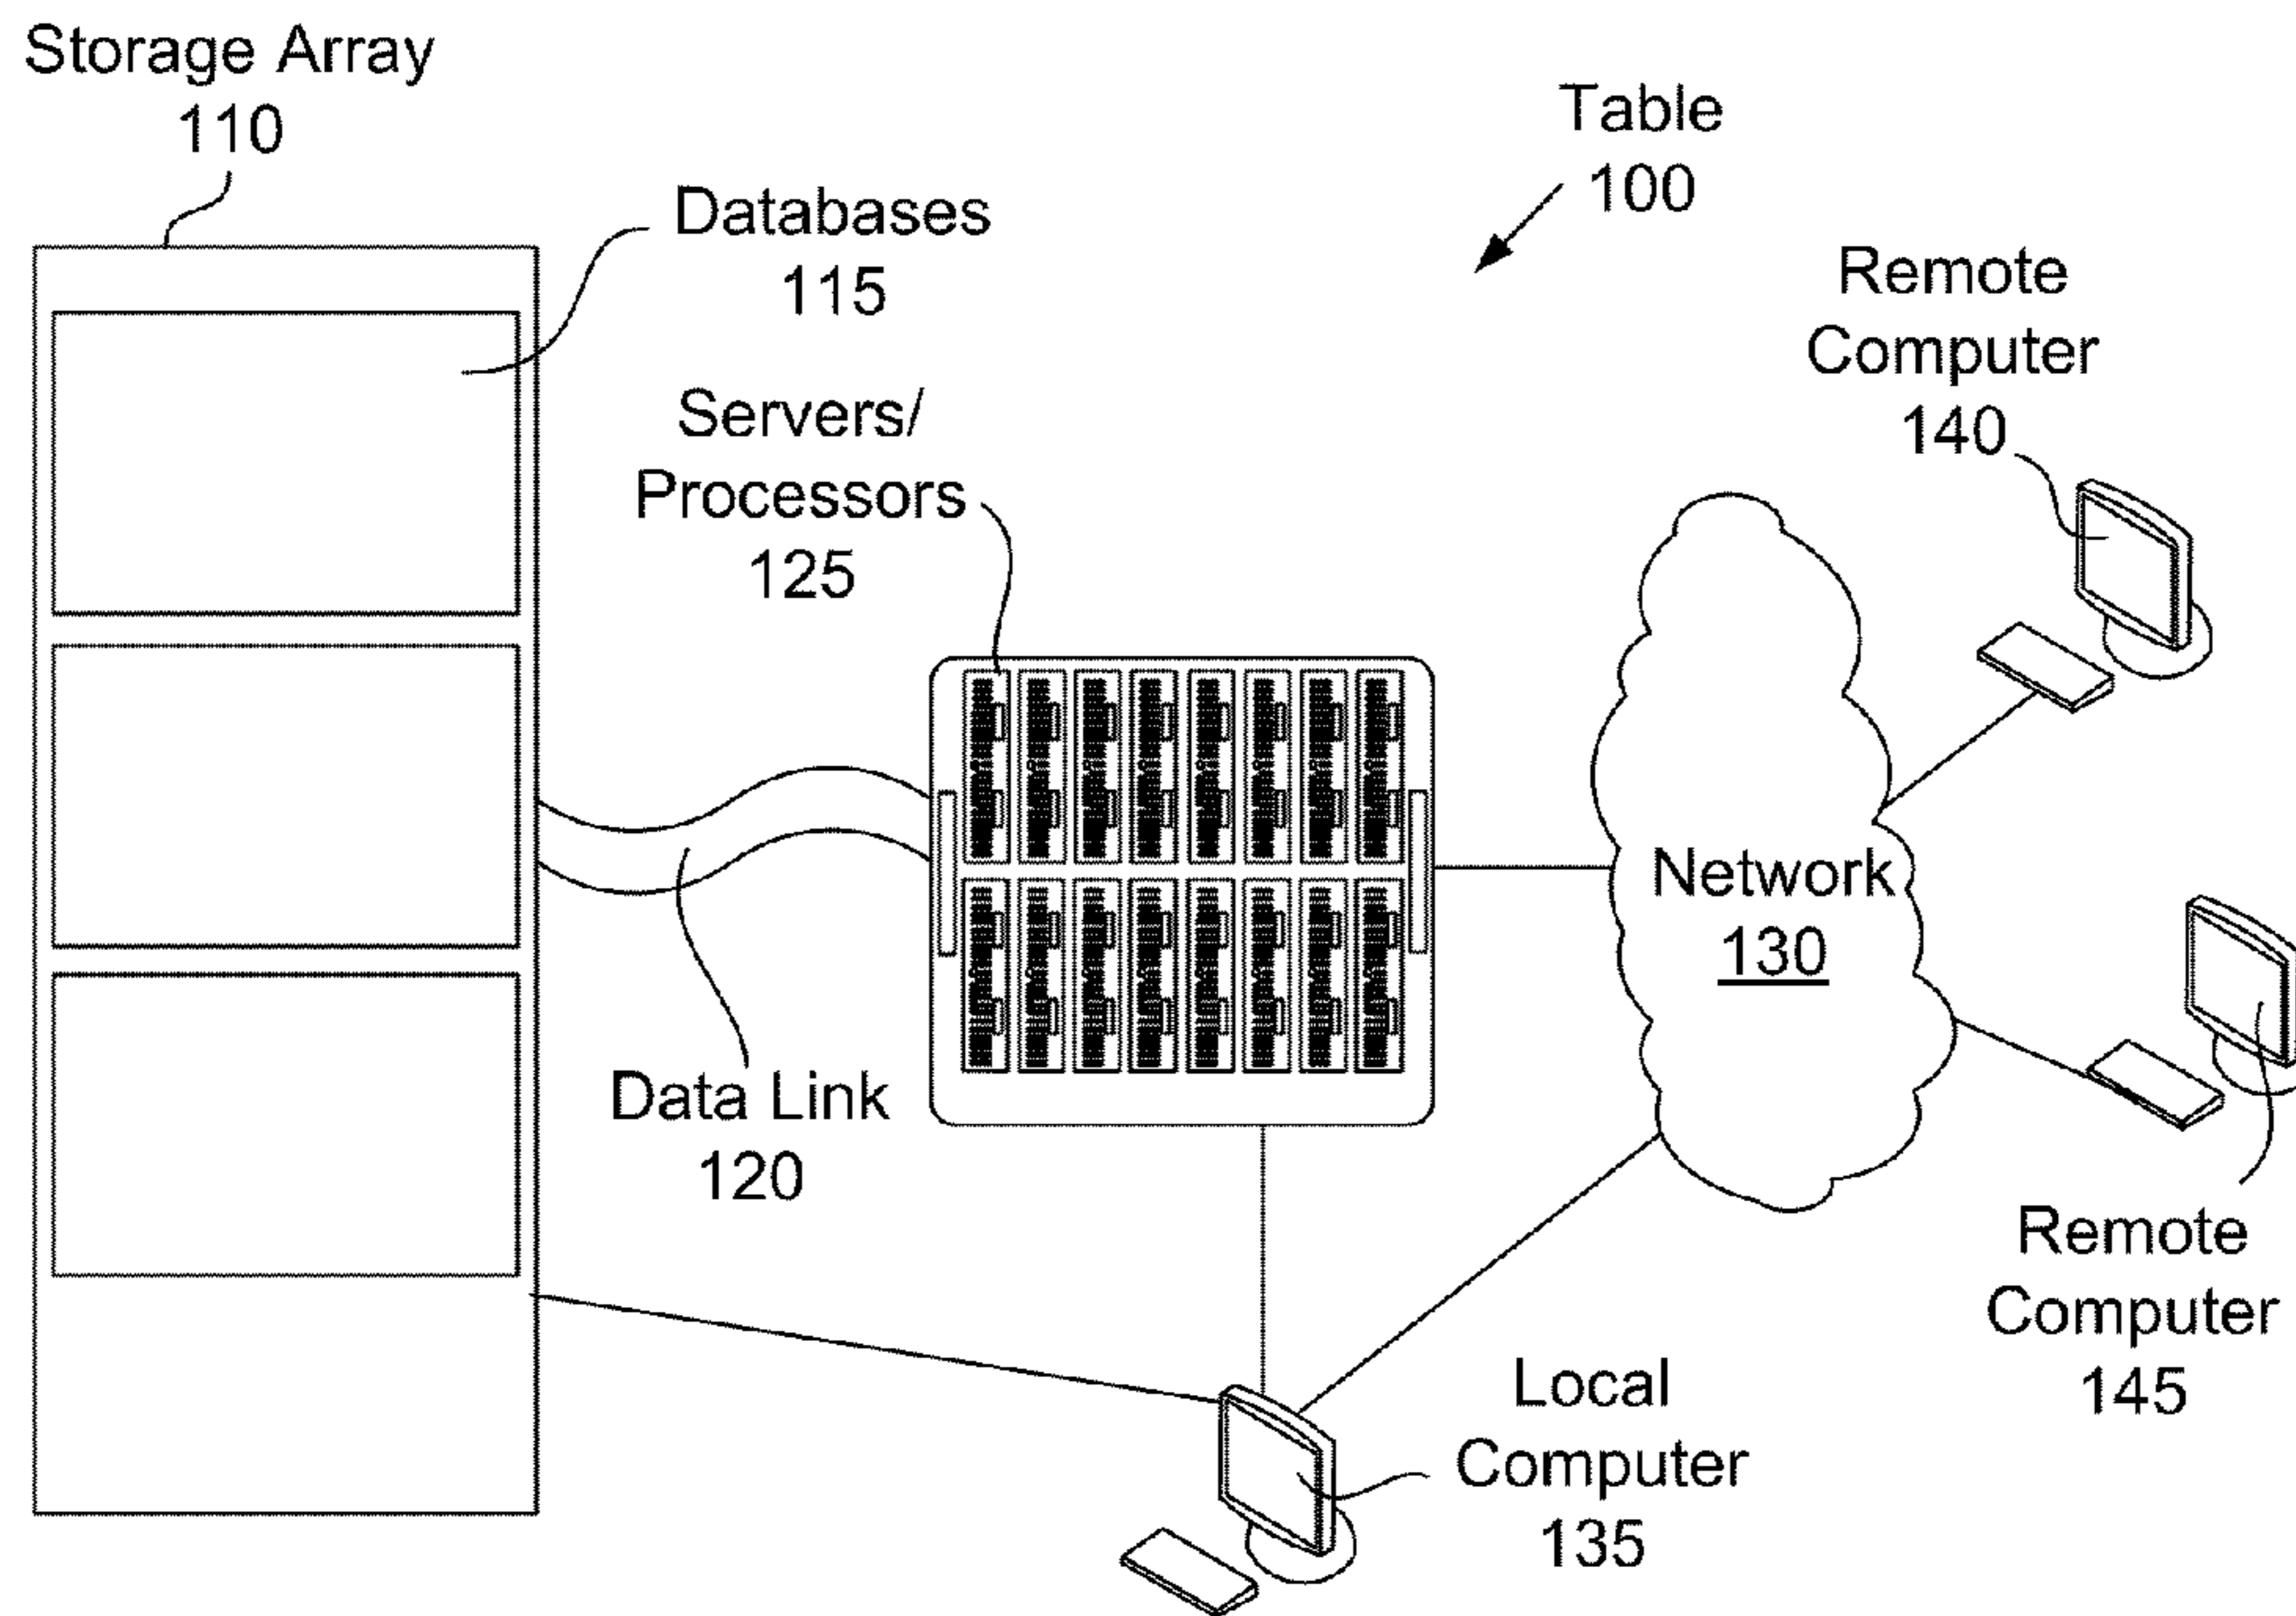 Storage Array
110
Table
100
Databases
115
Remote
Computer
140
Servers/
Processors
125
Network
130
Data Link
120
Remote
Computer
145
Local
Computer
135